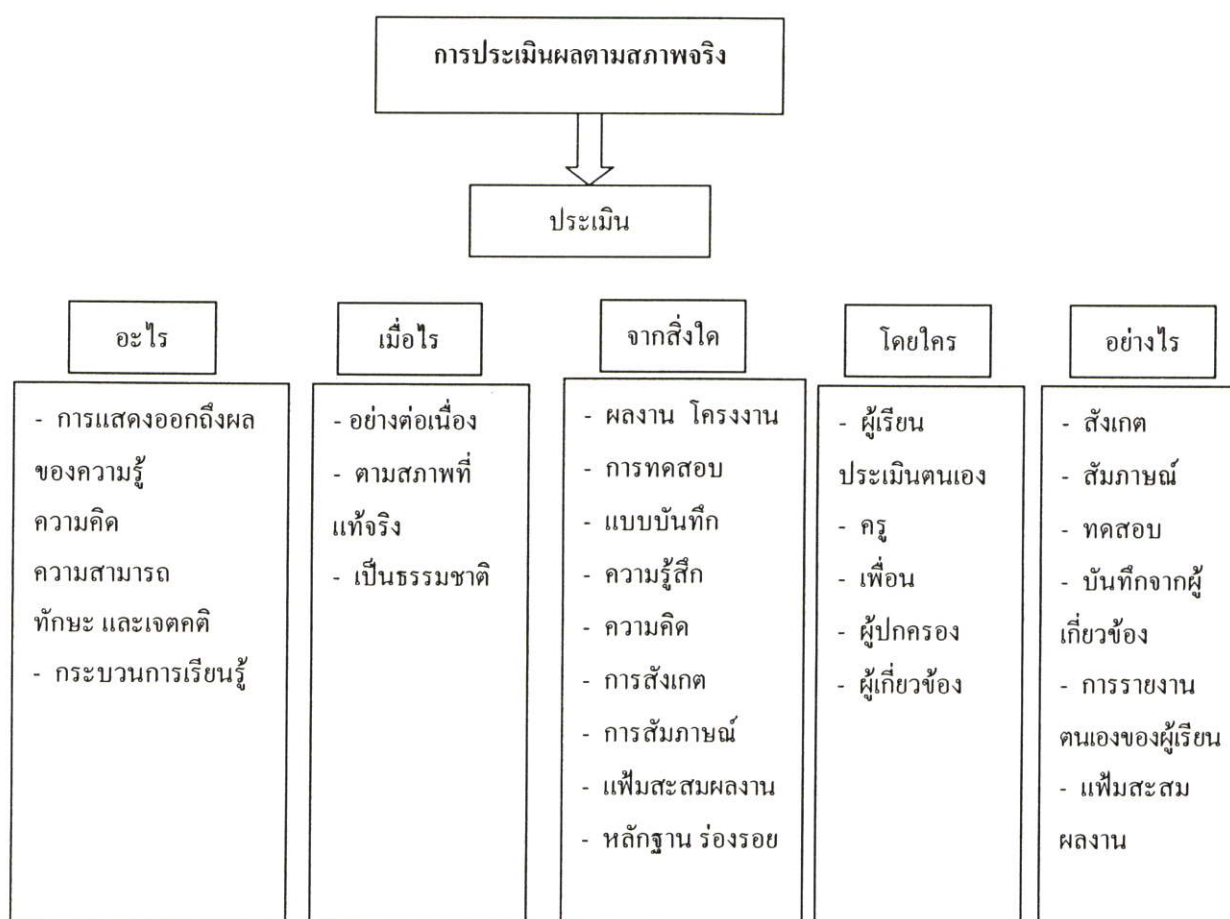 การประเมินผลตามสภาพจริง
ประเมิน
อะไร
- การแสดงออกถึงผล
ของความรู้
ความคิด
ความสามารถ
ทักษะ และเจตคติ
- กระบวนการเรียนรู้
เมื่อไร
- อย่างต่อเนื่อง
- ตามสภาพที่
แท้จริง
- เป็นธรรมชาติ
จากสิ่งใด
- ผลงาน โครงงาน
- การทดสอบ
- แบบบันทึก
- ความรู้สึก
- ความคิด
- การสังเกต
- การสัมภาษณ์
- แฟ้มสะสมผลงาน
- หลักฐาน ร่องรอย
โดยใคร
- ผู้เรียน
ประเมินตนเอง
- ครู
- เพื่อน
- ผู้ปกครอง
- ผู้เกี่ยวข้อง
อย่างไร
- สังเกต
- สัมภาษณ์
- ทดสอบ
- บันทึกจากผู้
เกี่ยวข้อง
- การรายงาน
ตนเองของผู้เรียน
- แฟ้มสะสม
ผลงาน